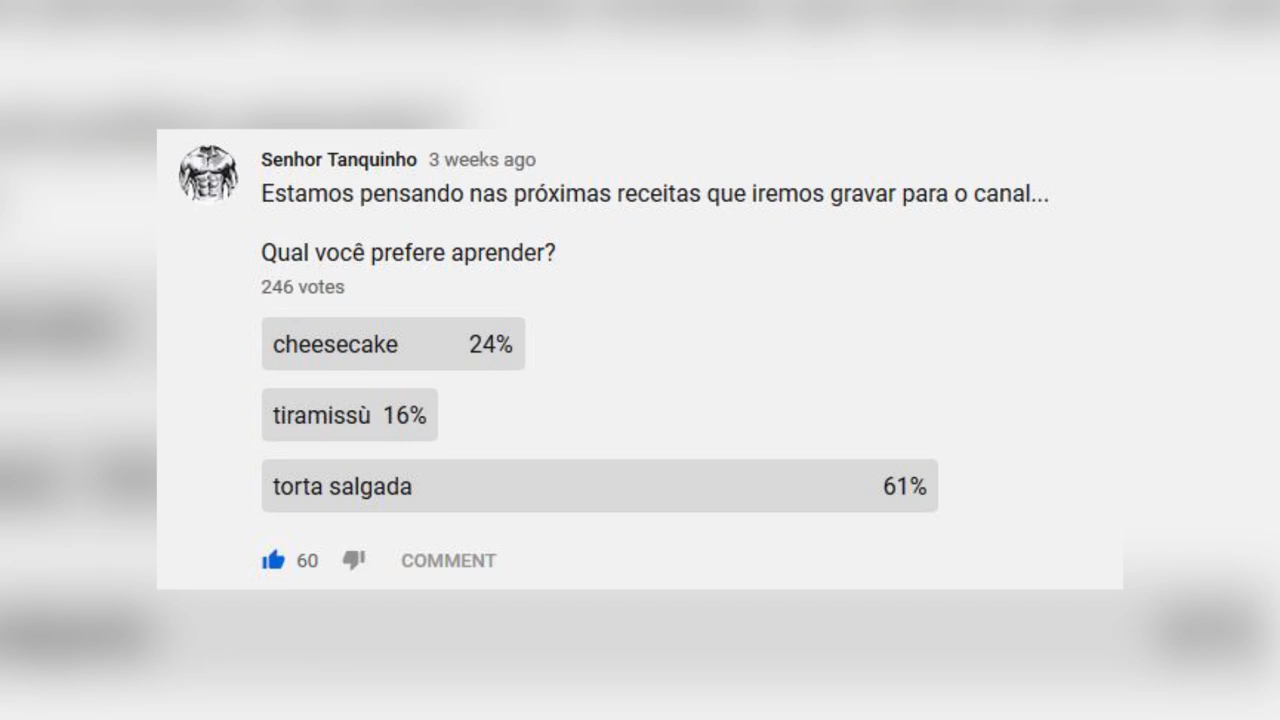 Senhor Tanquinho 3 weeks ago
Estamos pensando nas próximas receitas que iremos gravar para o canal...
Qual você prefere aprender?
246 votes
cheesecake 24%
tiramissù 16%
torta salgada 61%
60 COMMENT